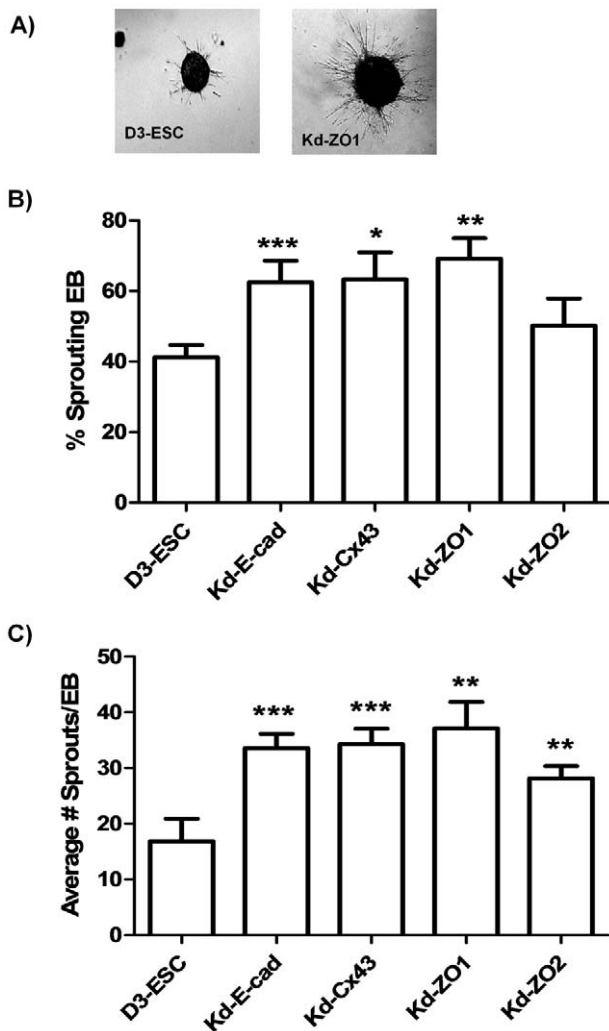 A)
D3-ESC
Kd-ZO1
B)
% Sprouting EB
80
60
40
20
0
***
*
**
D3-ESC
Kd-E-cad
Kd-Cx43
Kd-ZO1
Kd-ZO2
C)
Average # Sprouts/EB
50
40
30
20
10
0
***
***
**
**
D3-ESC
Kd-E-cad
Kd-Cx43
Kd-ZO1
Kd-ZO2